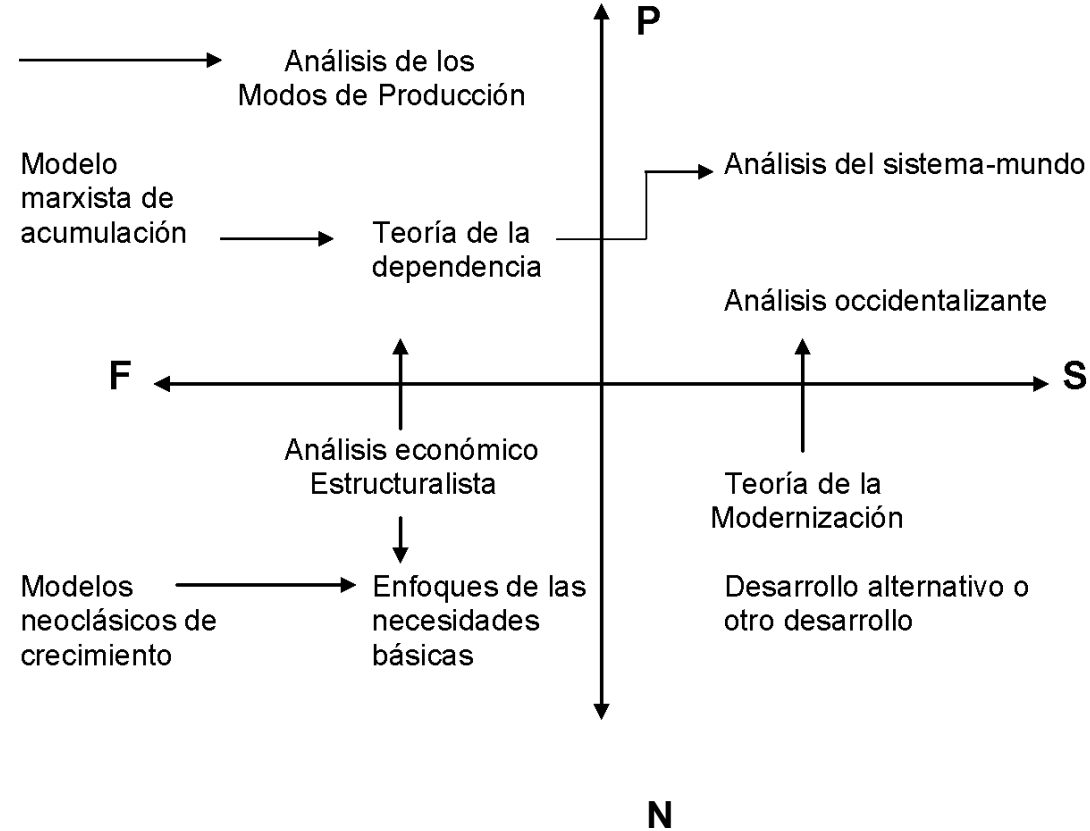 P
Análisis de los
Modos de Producción
Modelo
marxista de
acumulación
Análisis del sistema-mundo
Teoría de la
dependencia
Análisis occidentalizante
F
S
Análisis económico
Estructuralista
Teoría de la
Modernización
Modelos
neoclásicos de
crecimiento
Enfoques de las
necesidades
básicas
Desarrollo alternativo o
otro desarrollo
N